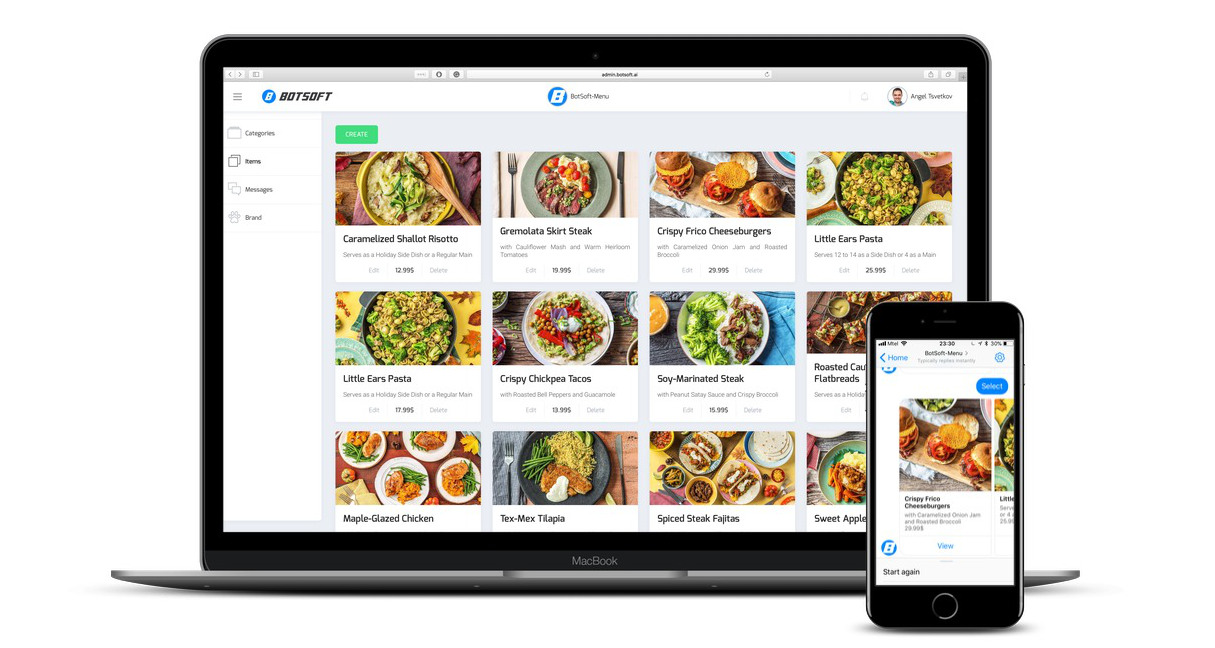 admin.botsoft.ai
BOTSOFT
BotSoft-Menu
Angel Tsvetkov
Categories
Items
Messages
Brand
CREATE
Caramelized Shallot Risotto
Serves as a Holiday Side Dish or a Regular Main
Edit 12.99$ Delete
Gremolata Skirt Steak
with Cauliflower Mash and Warm Heirloom
Tomatoes
Edit 19.99$ Delete
Crispy Frico Cheeseburgers
with Caramelized Onion Jam and Roasted
Broccoli
Edit 29.99$ Delete
Little Ears Pasta
Serves 12 to 14 as a Side Dish or 4 as a Main
Edit 25.99$ Delete
Little Ears Pasta
Serves as a Holiday Side Dish or a Regular Main
Edit 17.99$ Delete
Crispy Chickpea Tacos
with Roasted Bell Peppers and Guacamole
Edit 13.99$ Delete
Soy-Marinated Steak
with Peanut Satay Sauce and Crispy Broccoli
Edit 15.99$ Delete
Roasted Cau
Flatbreads
Serves as a Holiday
Edit
Maple-Glazed Chicken
Tex-Mex Tilapia
Spiced Steak Fajitas
Sweet Apple
MacBook
Mtel 23:30 30%
Home
BotSoft-Menu
Typically replies instantly
Select
Crispy Frico
Cheeseburgers
with Caramelized Onion Jam
and Roasted Broccoli
29.99$
View
Little
Serve
or 4
25.99
Start again